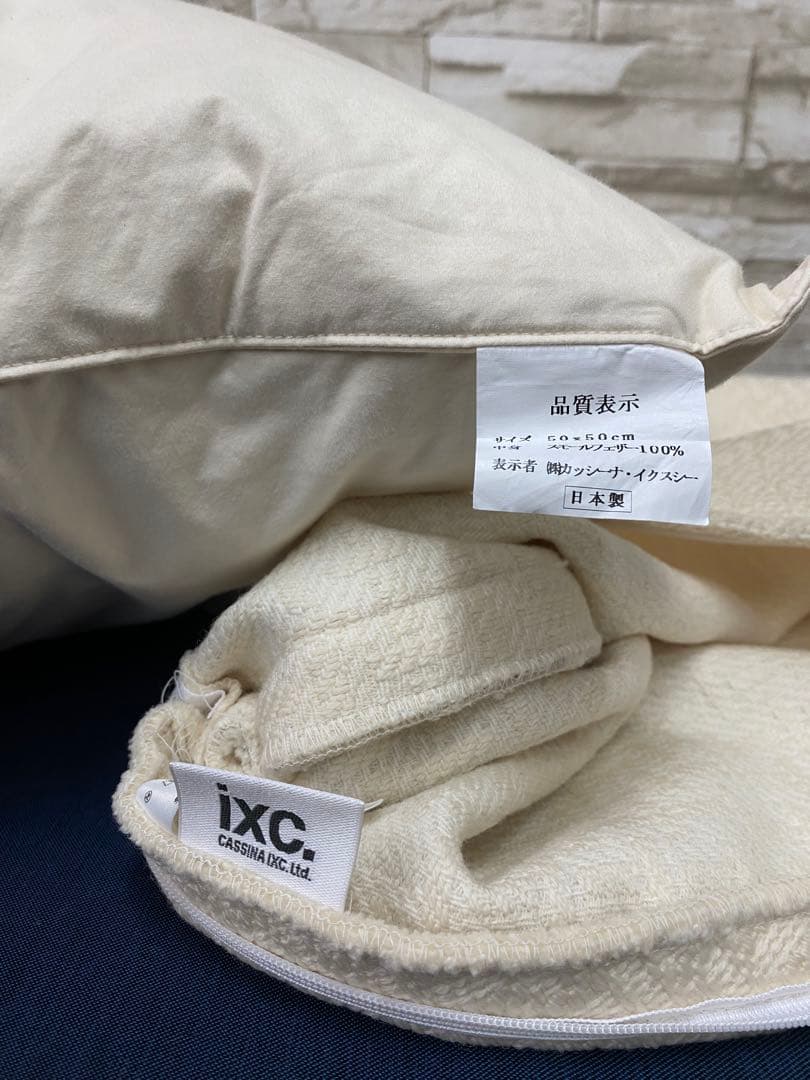 品質表示
サイズ 50×50cm
中身 スモールフェザー100%
表示者 ㈱カッシーナ・イクスシー
日本製
ixc.
CASSINA IXC.Ltd.